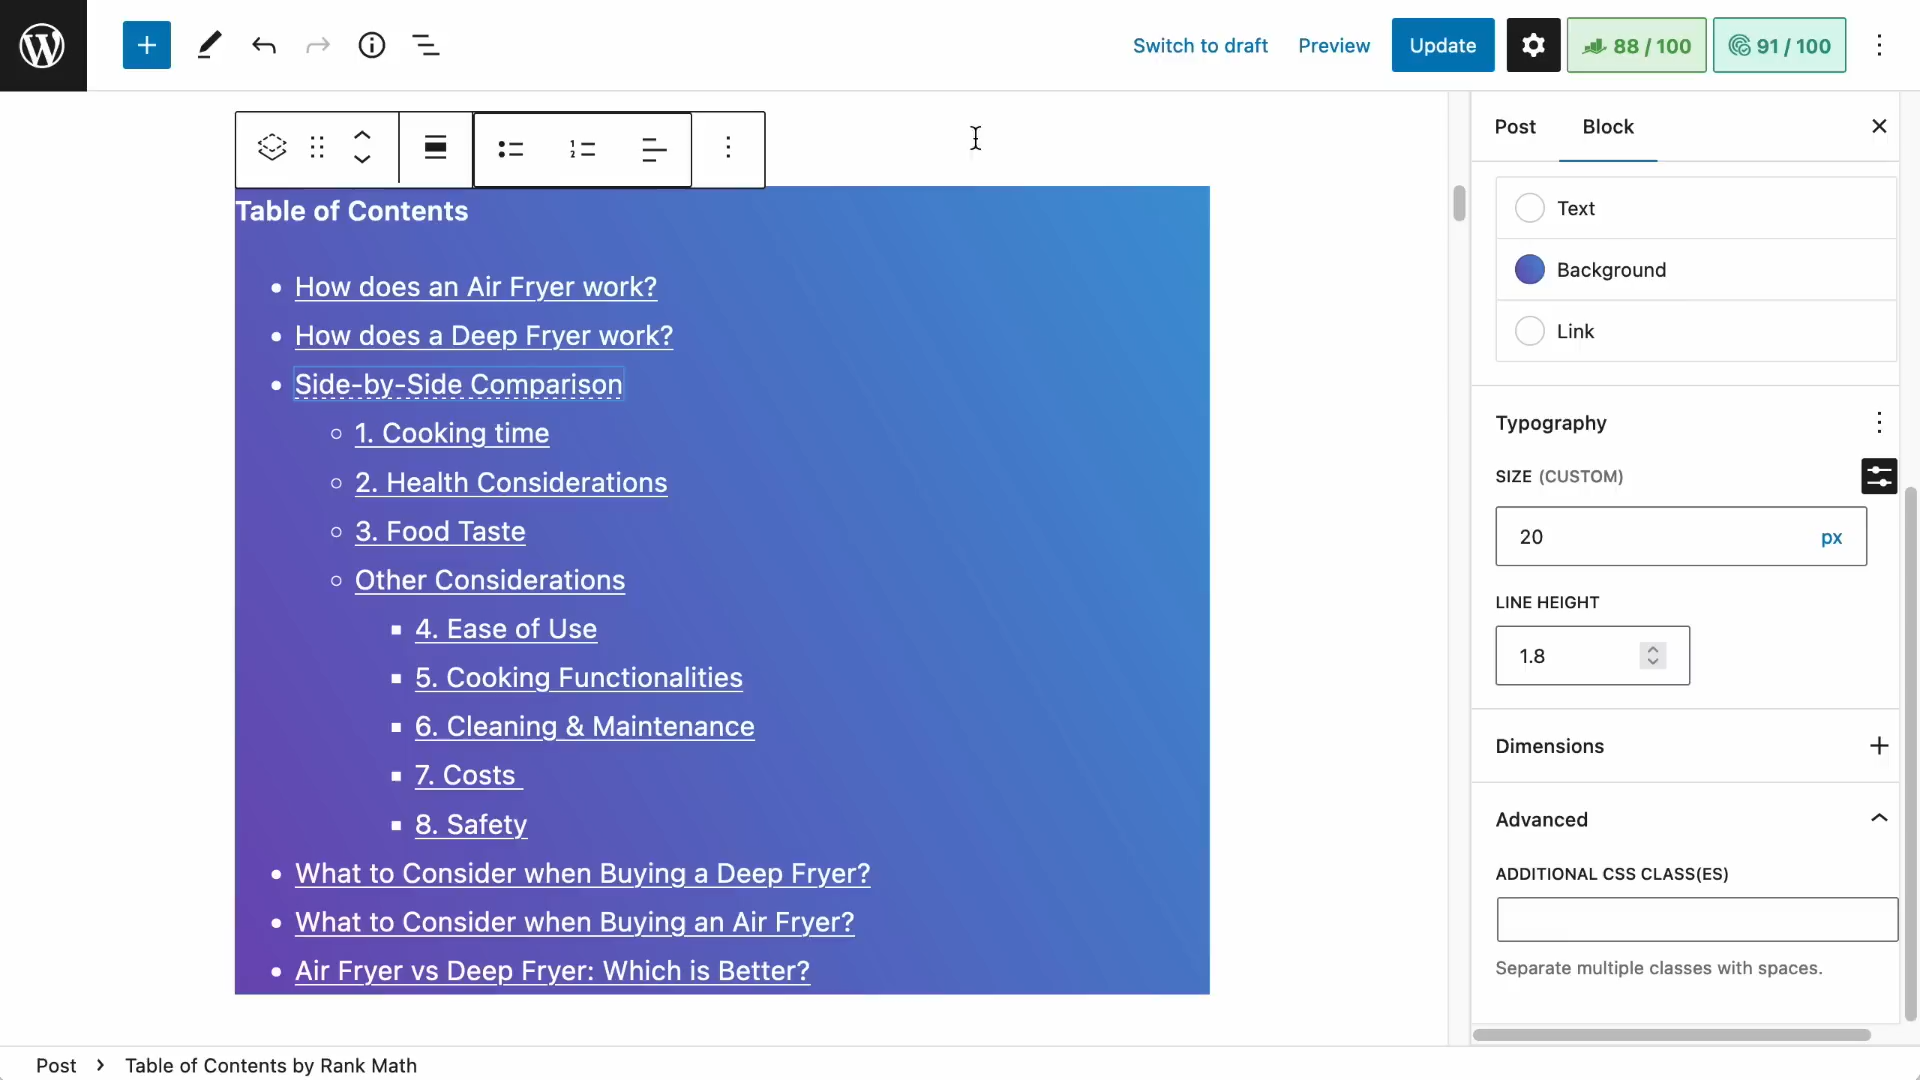 Switch to draft
Preview
Update
88 / 100
91 / 100
Post
Block
Table of Contents
How does an Air Fryer work?
How does a Deep Fryer work?
Side-by-Side Comparison
1. Cooking time
2. Health Considerations
3. Food Taste
Other Considerations
4. Ease of Use
5. Cooking Functionalities
6. Cleaning & Maintenance
7. Costs
8. Safety
What to Consider when Buying a Deep Fryer?
What to Consider when Buying an Air Fryer?
Air Fryer vs Deep Fryer: Which is Better?
Text
Background
Link
Typography
SIZE (CUSTOM)
20 px
LINE HEIGHT
1.8
Dimensions
Advanced
ADDITIONAL CSS CLASS(ES)
Separate multiple classes with spaces.
Post > Table of Contents by Rank Math